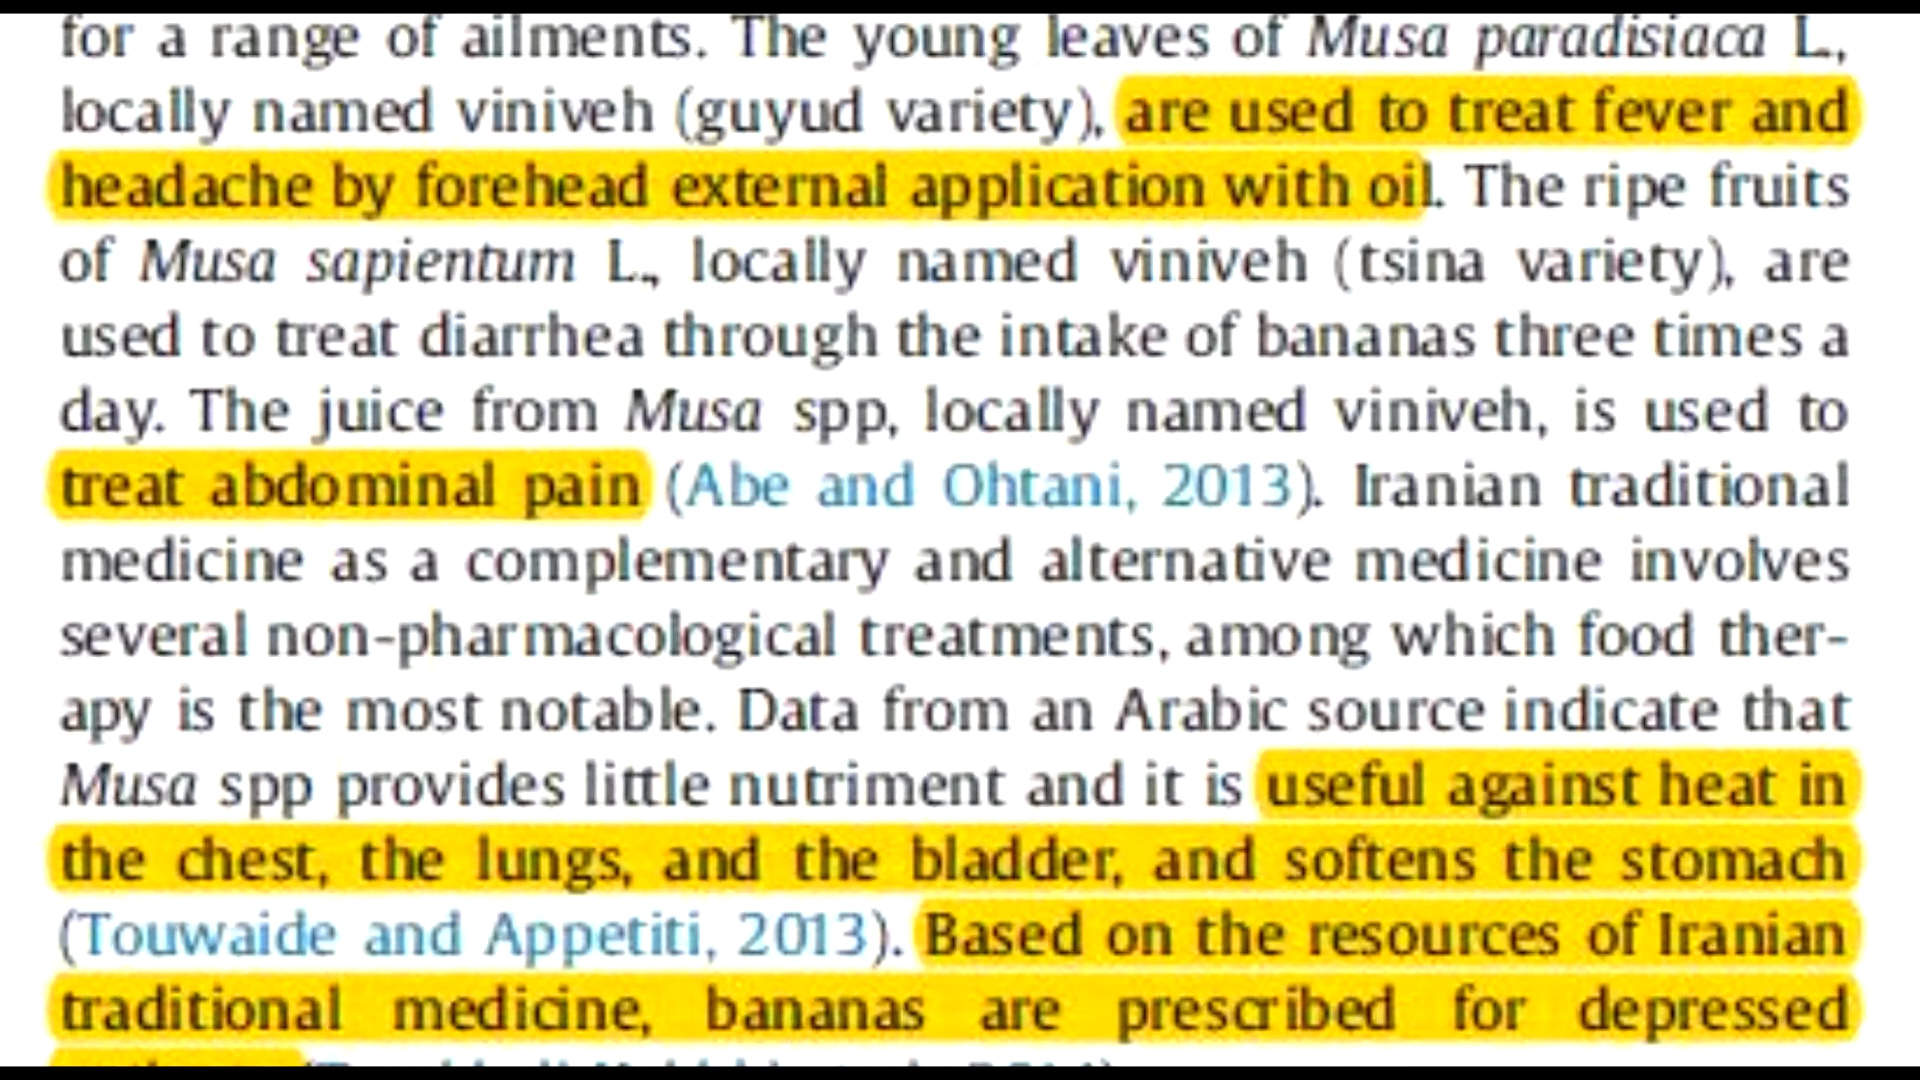 for a range of ailments. The young leaves of Musa paradisiaca L.,
locally named viniveh (guyud variety), are used to treat fever and
headache by forehead external application with oil. The ripe fruits
of Musa sapientum L., locally named viniveh (tsina variety), are
used to treat diarrhea through the intake of bananas three times a
day. The juice from Musa spp, locally named viniveh, is used to
treat abdominal pain (Abe and Ohtani, 2013). Iranian traditional
medicine as a complementary and alternative medicine involves
several non-pharmacological treatments, among which food ther-
apy is the most notable. Data from an Arabic source indicate that
Musa spp provides little nutriment and it is useful against heat in
the chest, the lungs, and the bladder, and softens the stomach
(Touwaide and Appetiti, 2013). Based on the resources of Iranian
traditional medicine, bananas are prescribed for depressed